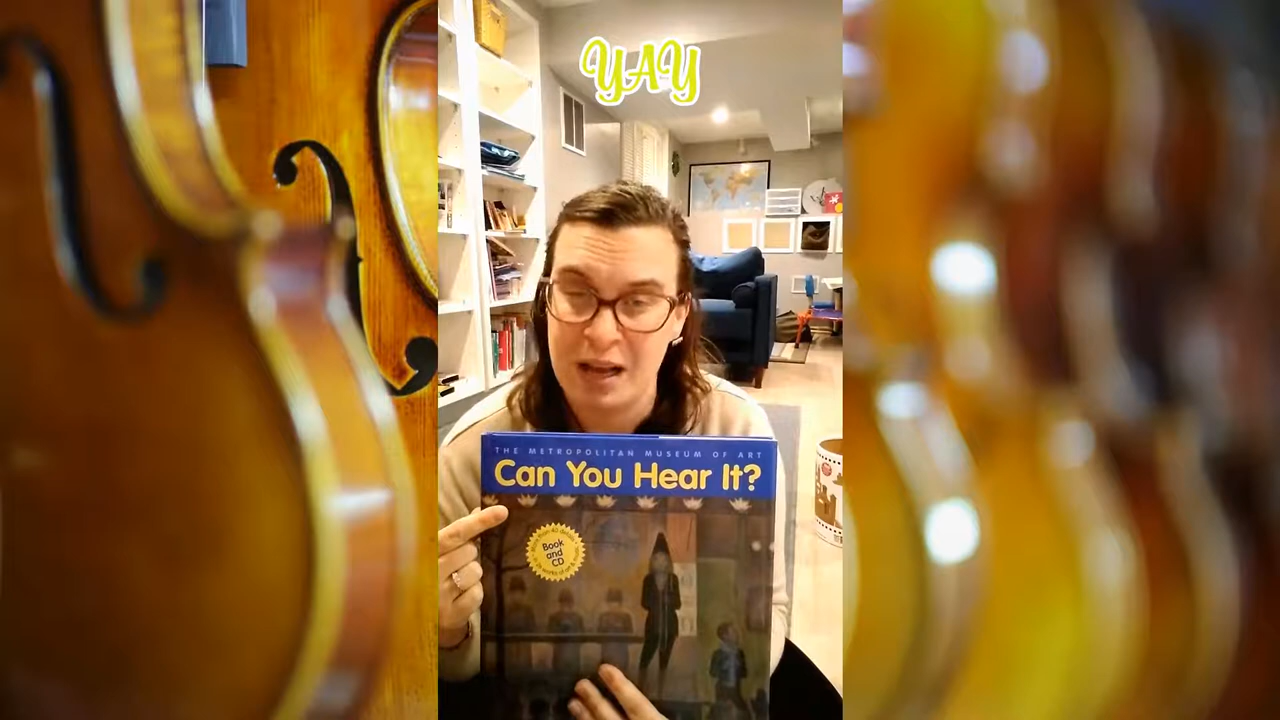 YAY
THE METROPOLITAN MUSEUM OF ART
Can You Hear It?
Book
and
CD